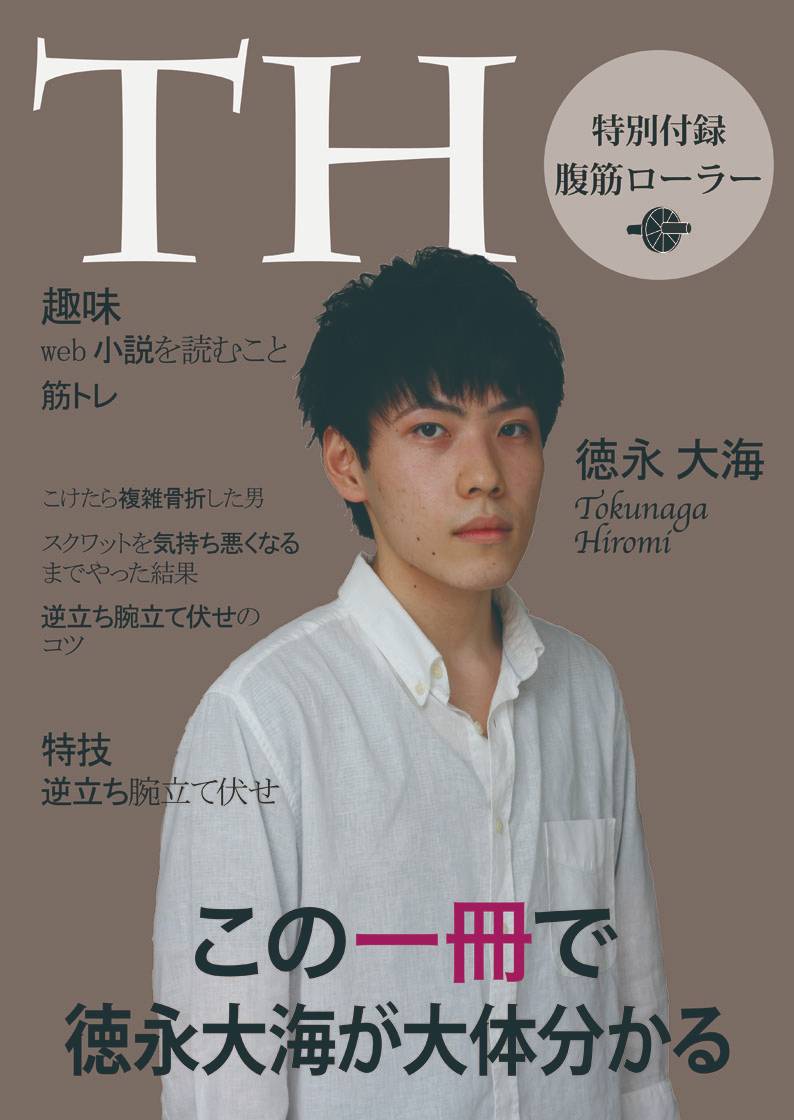 TH
特別付録
腹筋ローラー
趣味
web 小説を読むこと
筋トレ
徳永 大海
Tokunaga
Hiromi
こけたら複雑骨折した男
スクワットを気持ち悪くなる
までやった結果
逆立ち腕立て伏せの
コツ
特技
逆立ち腕立て伏せ
この一冊で
徳永大海が大体分かる